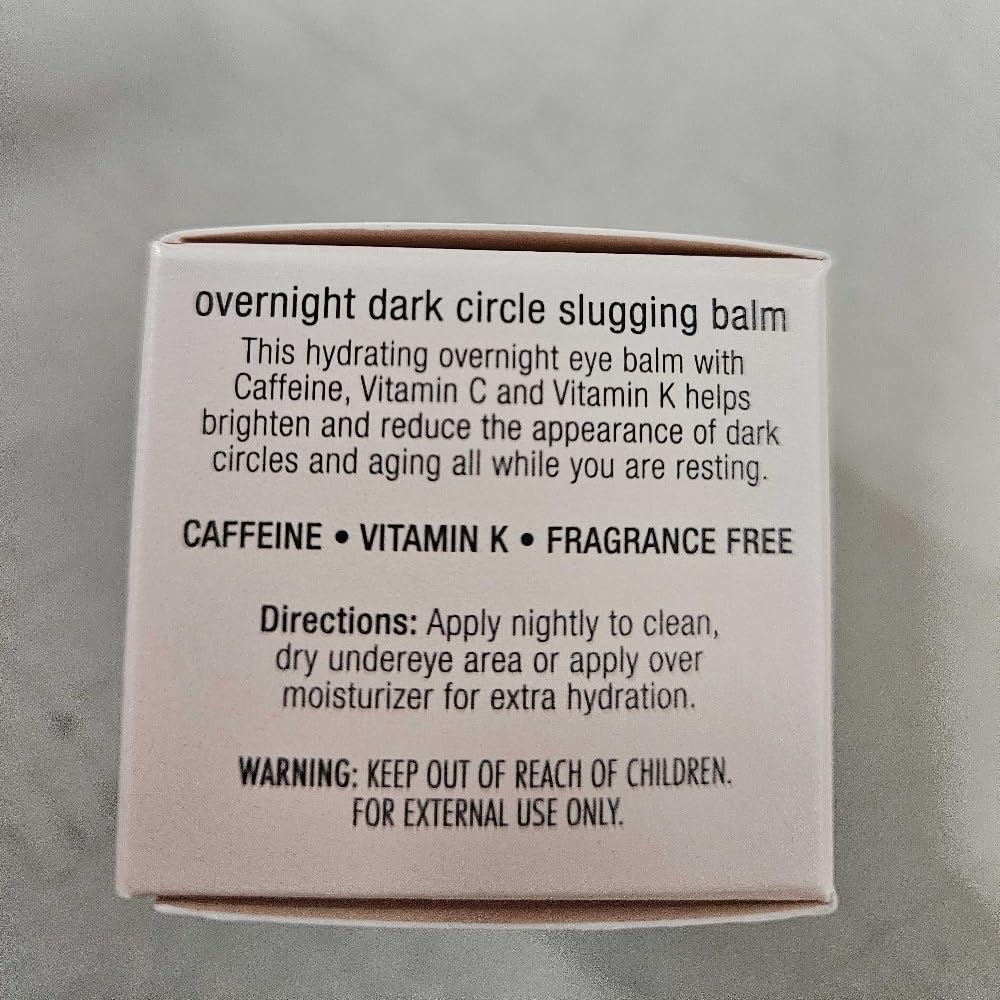 overnight dark circle slugging balm
This hydrating overnight eye balm with
Caffeine, Vitamin C and Vitamin K helps
brighten and reduce the appearance of dark
circles and aging all while you are resting.
CAFFEINE • VITAMIN K • FRAGRANCE FREE
Directions: Apply nightly to clean,
dry undereye area or apply over
moisturizer for extra hydration.
WARNING: KEEP OUT OF REACH OF CHILDREN.
FOR EXTERNAL USE ONLY.